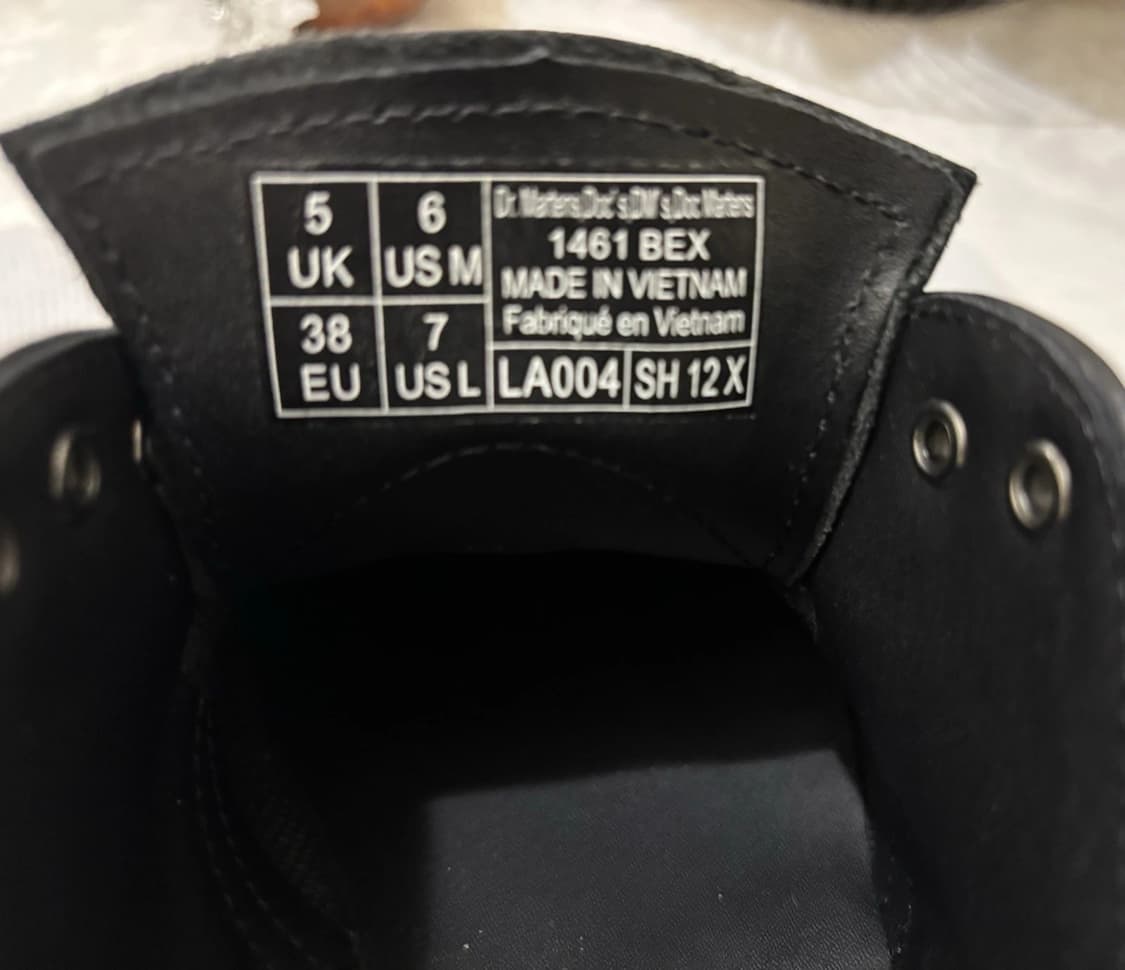 5 UK
6 US M
38 EU
7 US L
Dr. Martens,Doc's,DM's,Doc Martens
1461 BEX
MADE IN VIETNAM
Fabriqué en Vietnam
LA004 SH 12 X